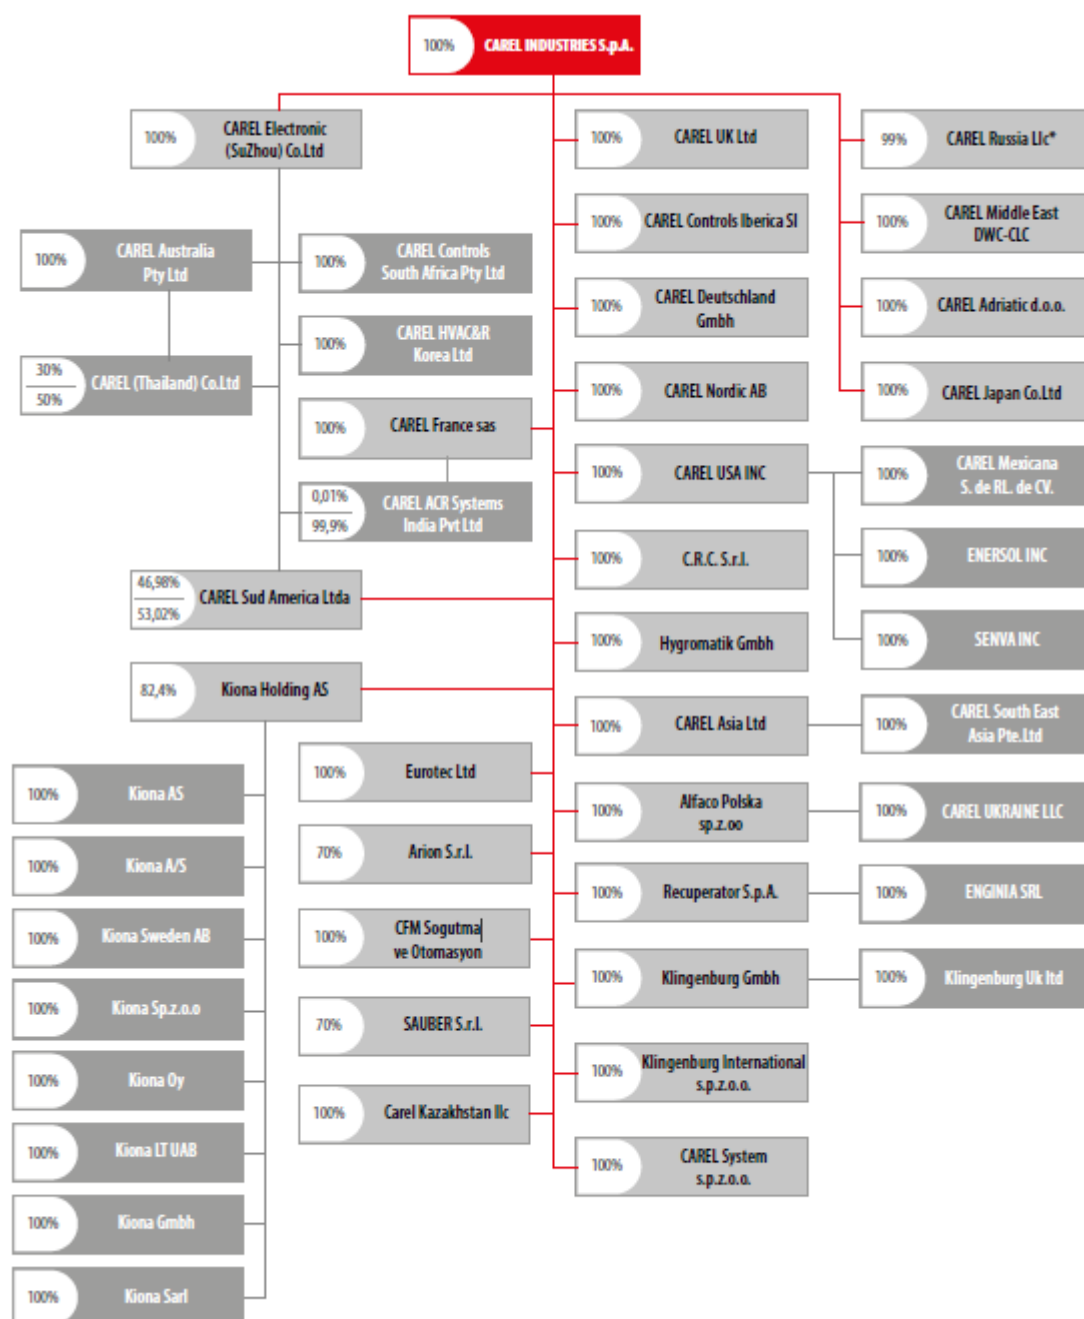 100%
CAREL INDUSTRIES S.p.A.
100%
CAREL Electronic
(SuZhou) Co.Ltd
100%
CAREL Australia
Pty Ltd
100%
CAREL Controls
South Africa Pty Ltd
100%
CAREL HVAC&R
Korea Ltd
30%
50%
CAREL (Thailand) Co.Ltd
100%
CAREL France sas
0,01%
99,9%
CAREL ACR Systems
India Pvt Ltd
46,98%
53,02%
CAREL Sud America Ltda
82,4%
Kiona Holding AS
100%
Kiona AS
100%
Kiona A/S
100%
Kiona Sweden AB
100%
Kiona Sp.z.o.o
100%
Kiona Oy
100%
Kiona LT UAB
100%
Kiona Gmbh
100%
Kiona Sarl
100%
Eurotec Ltd
70%
Arion S.r.l.
100%
CFM Sogutma
ve Otomasyon
70%
SAUBER S.r.l.
100%
Carel Kazakhstan llc
100%
CAREL UK Ltd
100%
CAREL Controls Iberica Sl
100%
CAREL Deutschland
Gmbh
100%
CAREL Nordic AB
100%
CAREL USA INC
100%
C.R.C. S.r.l.
100%
Hygromatik Gmbh
100%
CAREL Asia Ltd
100%
Alfaco Polska
sp.z.oo
100%
Recuperator S.p.A.
100%
Klingenburg Gmbh
100%
Klingenburg International
s.p.z.o.o.
100%
CAREL System
s.p.z.o.o.
99%
CAREL Russia Llc*
100%
CAREL Middle East
DWC-CLC
100%
CAREL Adriatic d.o.o.
100%
CAREL Japan Co.Ltd
100%
CAREL Mexicana
S. de RL. de CV.
100%
ENERSOL INC
100%
SENVA INC
100%
CAREL South East
Asia Pte.Ltd
100%
CAREL UKRAINE LLC
100%
ENGINIA SRL
100%
Klingenburg Uk ltd